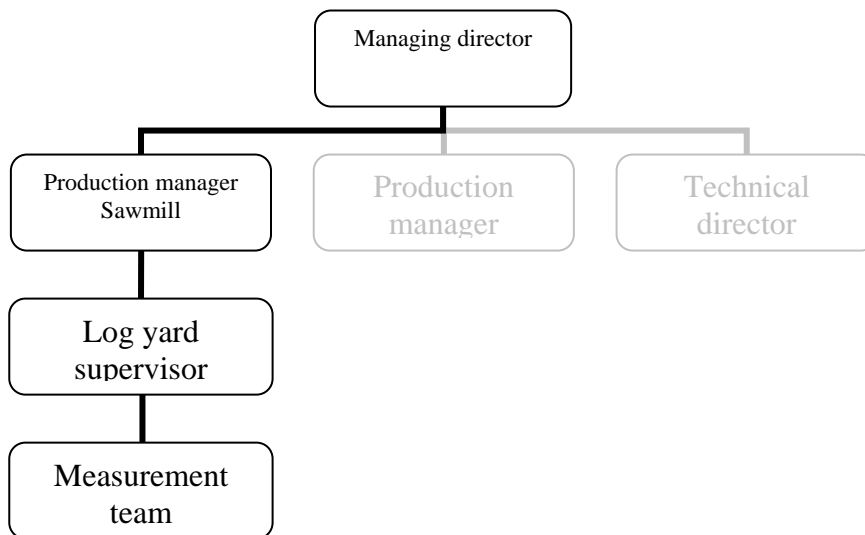 Managing director
Production manager
Sawmill
Production
manager
Technical
director
Log yard
supervisor
Measurement
team